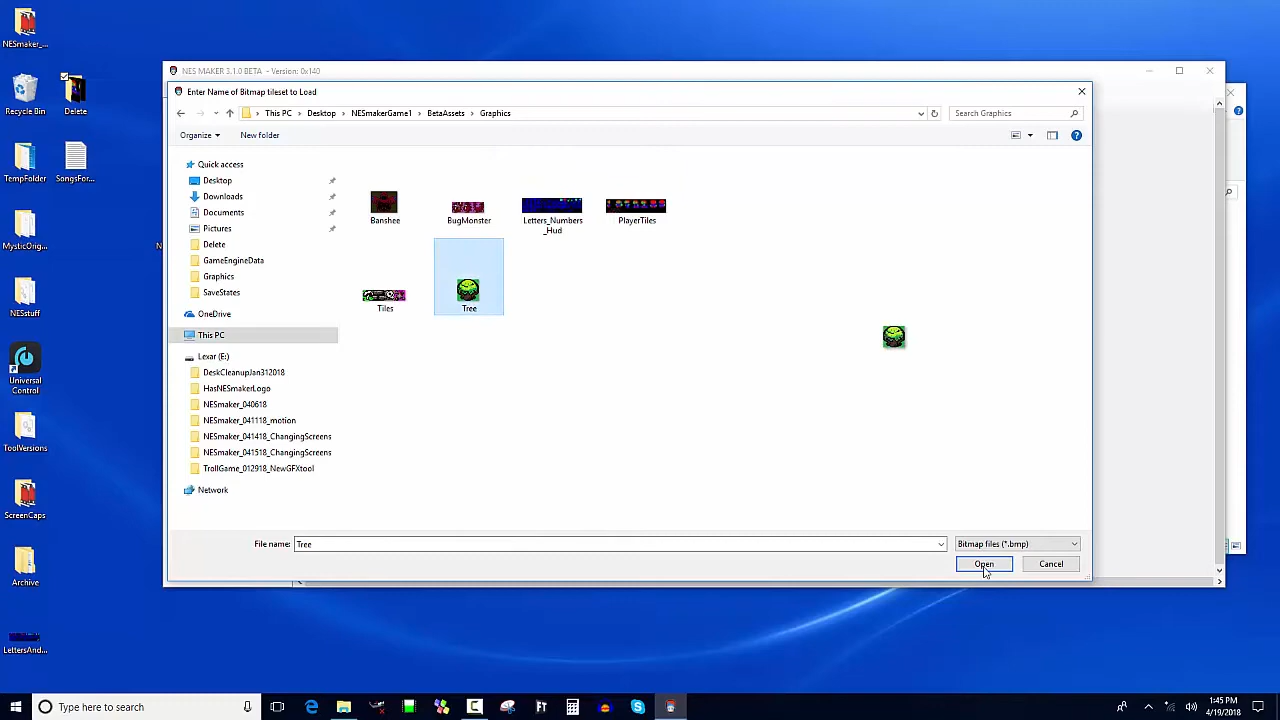 NESmaker_...
Recycle Bin
Delete
TempFolder
SongsFor...
MysticOrig...
NEStuff
Universal
Control
ToolVersions
ScreenCaps
Archive
LettersAnd...
NES MAKER 3.1.0 BETA - Version: 0x140
Enter Name of Bitmap tileset to Load
This PC > Desktop > NESmakerGame1 > BetaAssets > Graphics
Search Graphics
Organize
New folder
Quick access
Desktop
Downloads
Documents
Pictures
Delete
GameEngineData
Graphics
SaveStates
OneDrive
This PC
Lexar (E:)
DeskCleanupJan312018
HasNESmakerLogo
NESmaker_040618
NESmaker_041118_motion
NESmaker_041418_ChangingScreens
NESmaker_041518_ChangingScreens
TrollGame_012918_NewGFXtool
Network
Banshee
BugMonster
Letters_Numbers
_Hud
PlayerTiles
Tiles
Tree
File name:
Tree
Bitmap files (*.bmp)
Open
Cancel
Type here to search
1:45 PM
4/19/2018